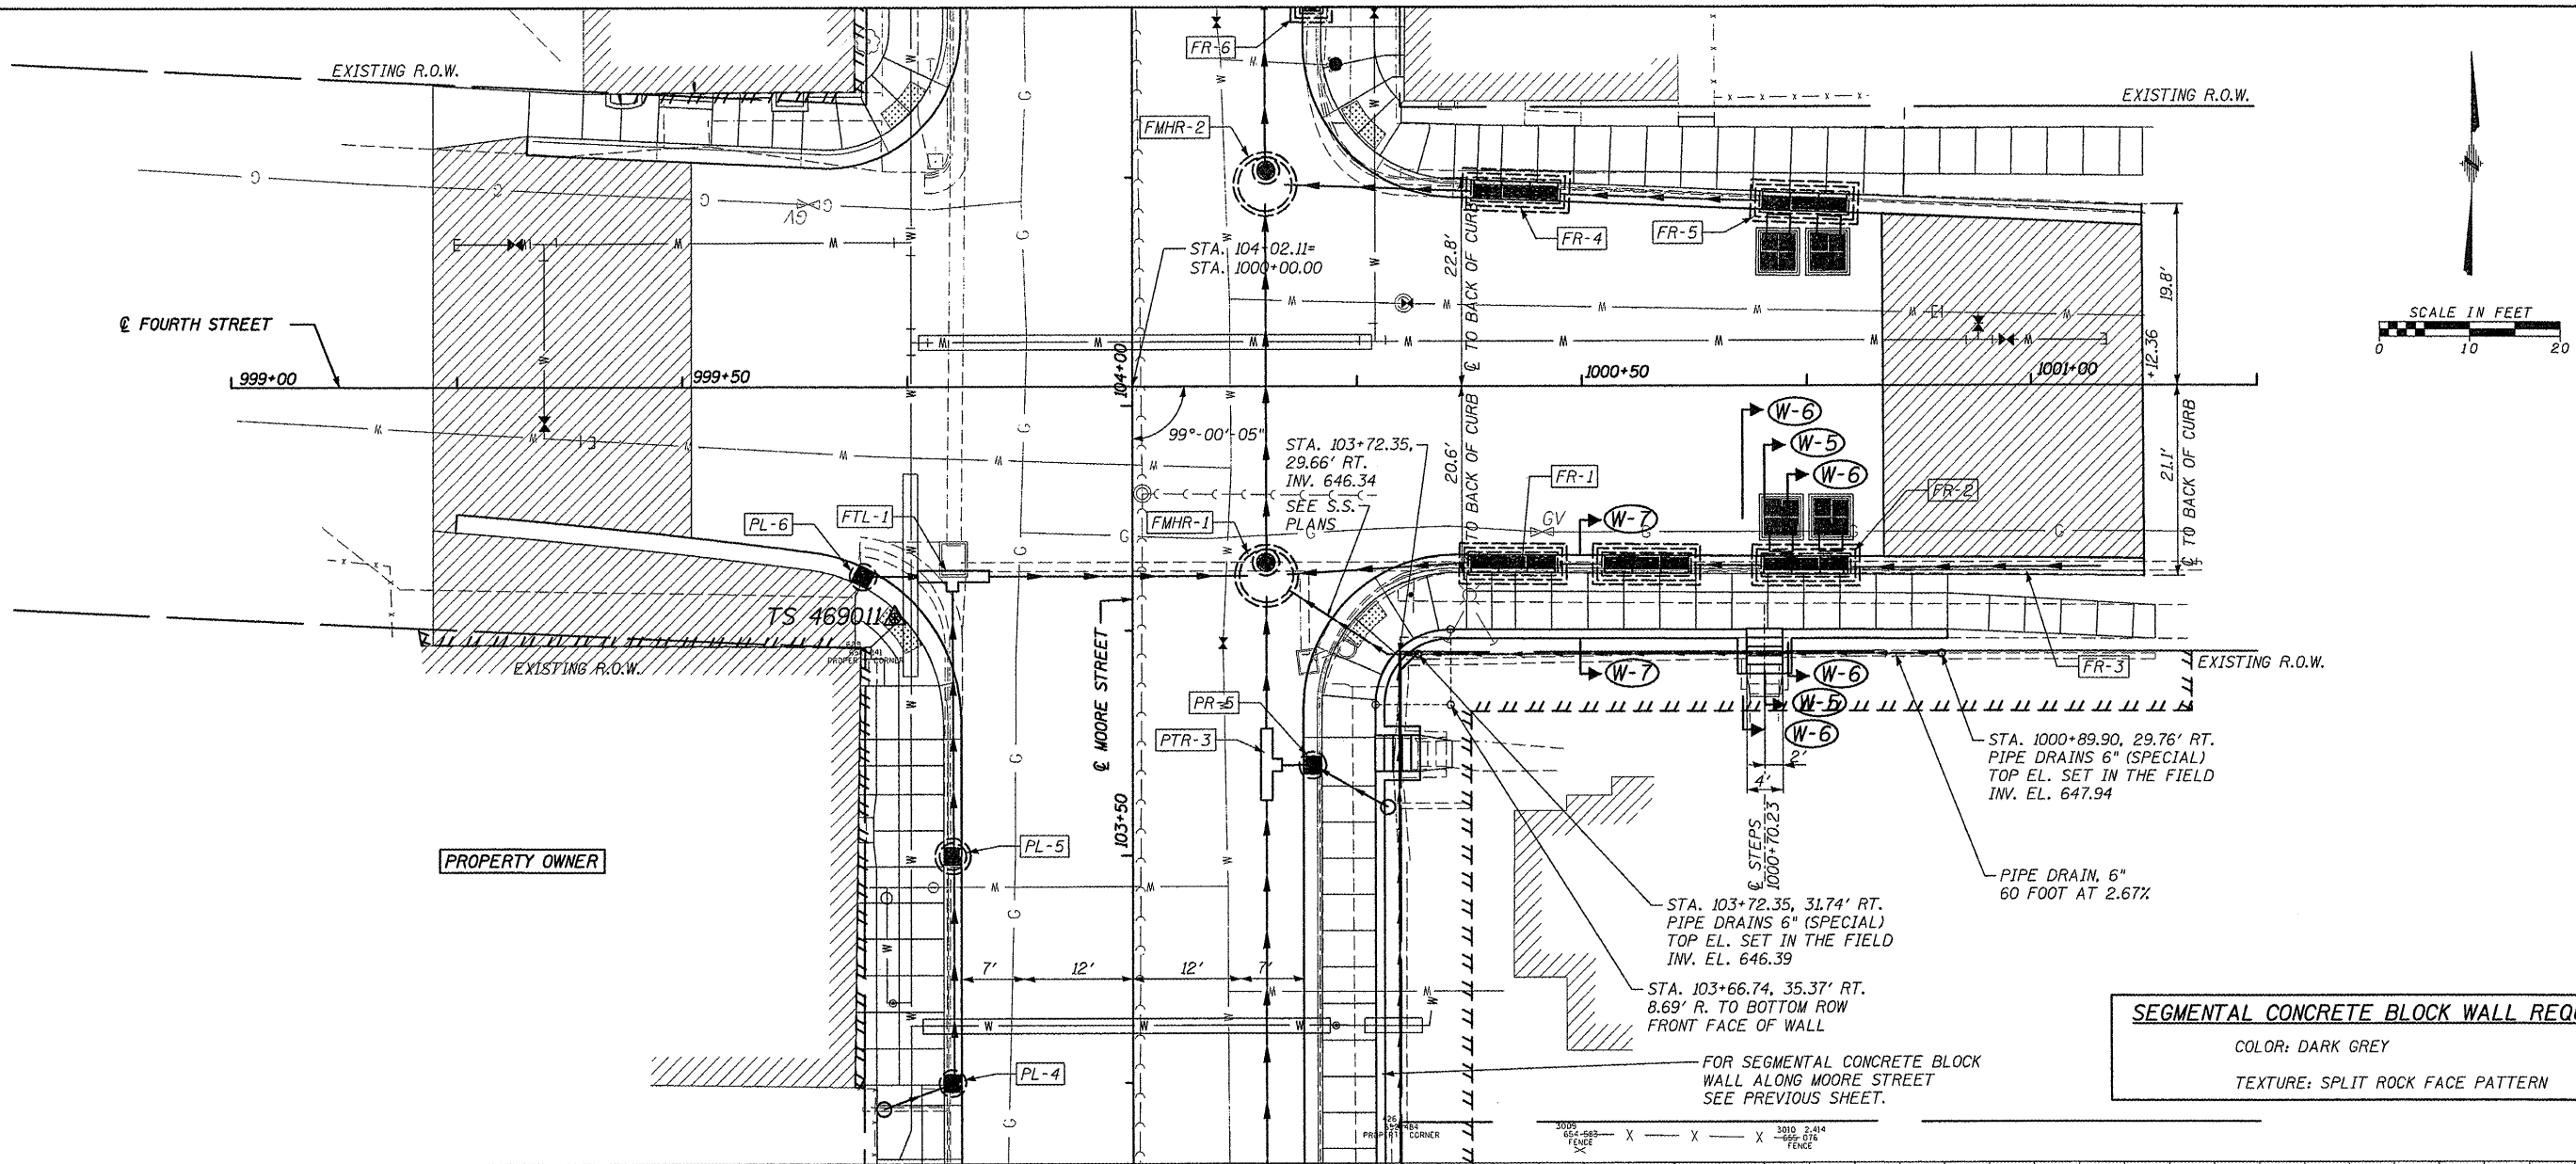 FR-6
EXISTING R.O.W.
EXISTING R.O.W.
FMHR-2
FR-4
FR-5
GV
STA. 104+02.11=
STA. 1000+00.00
22.8'
℄ TO BACK OF CURB
19.8'
+12.36
SCALE IN FEET
0 10 20
℄ FOURTH STREET
999+00
999+50
104+00
1000+50
1001+00
99°-00'-05"
20.6'
TO BACK OF CURB
21.1'
℄ TO BACK OF CURB
W-6
W-5
W-6
STA. 103+72.35,
29.66' RT.
INV. 646.34
SEE S.S.
PLANS
FR-1
FR-2
PL-6
FTL-1
FMHR-1
GV
W-7
TS 469011
PROPERTY CORNER
EXISTING R.O.W.
℄ MOORE STREET
W-7
W-6
W-5
W-6
FR-3
EXISTING R.O.W.
PR-5
PTR-3
2'
4'
℄ STEPS
1000+70.23
STA. 1000+89.90, 29.76' RT.
PIPE DRAINS 6" (SPECIAL)
TOP EL. SET IN THE FIELD
INV. EL. 647.94
PROPERTY OWNER
PL-5
103+50
PIPE DRAIN, 6"
60 FOOT AT 2.67%
STA. 103+72.35, 31.74' RT.
PIPE DRAINS 6" (SPECIAL)
TOP EL. SET IN THE FIELD
INV. EL. 646.39
7' 12' 12' 7'
STA. 103+66.74, 35.37' RT.
8.69' R. TO BOTTOM ROW
FRONT FACE OF WALL
PL-4
FOR SEGMENTAL CONCRETE BLOCK
WALL ALONG MOORE STREET
SEE PREVIOUS SHEET.
SEGMENTAL CONCRETE BLOCK WALL REQ
COLOR: DARK GREY
TEXTURE: SPLIT ROCK FACE PATTERN
PROPERTY CORNER
3009
FENCE
3010 2.414
FENCE